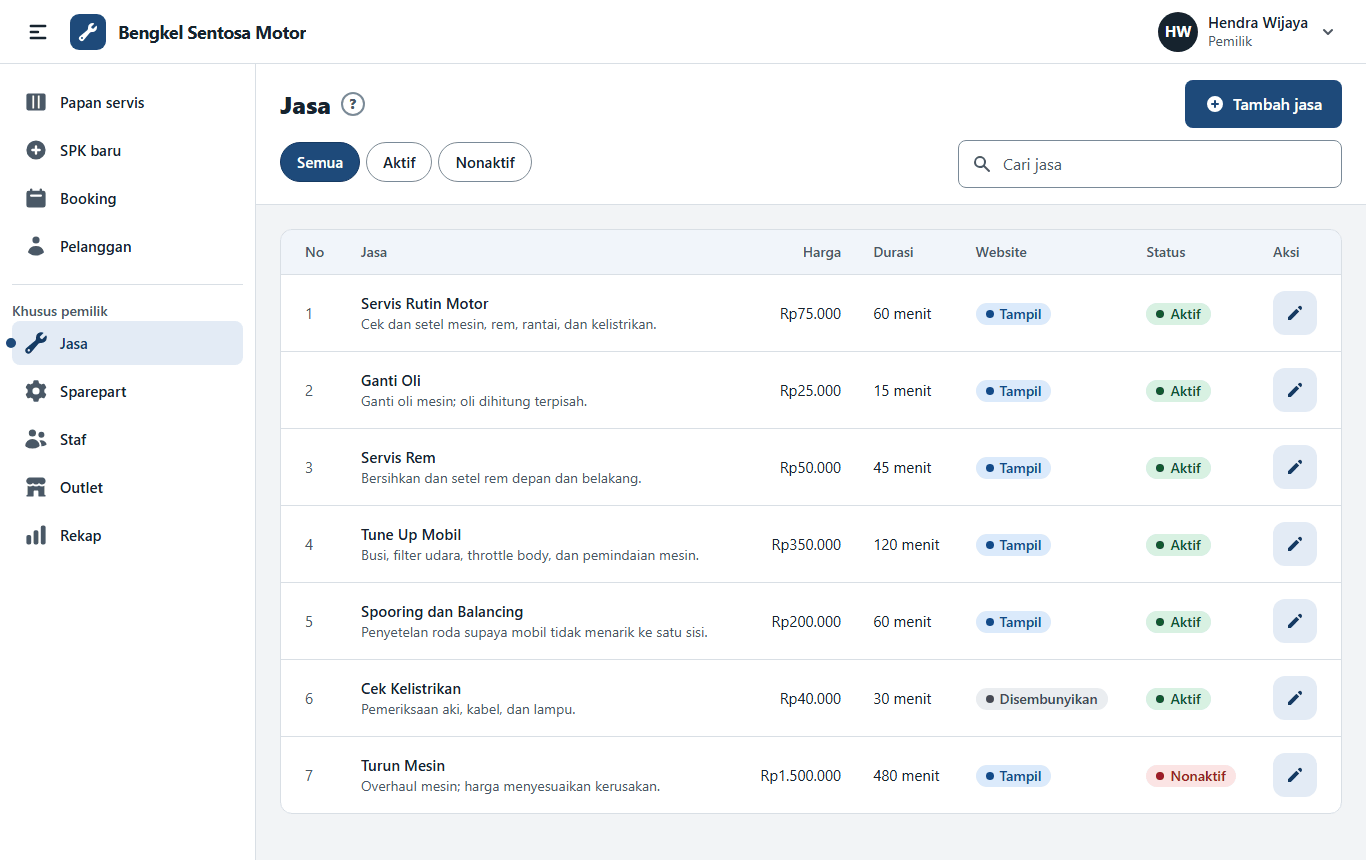 Bengkel Sentosa Motor
HW
Hendra Wijaya
Pemilik
Papan servis
SPK baru
Booking
Pelanggan
Khusus pemilik
Jasa
Sparepart
Staf
Outlet
Rekap
Jasa ?
Tambah jasa
Semua Aktif Nonaktif
Cari jasa
No Jasa Harga Durasi Website Status Aksi
1 Servis Rutin Motor Rp75.000 60 menit Tampil Aktif
Cek dan setel mesin, rem, rantai, dan kelistrikan.
2 Ganti Oli Rp25.000 15 menit Tampil Aktif
Ganti oli mesin; oli dihitung terpisah.
3 Servis Rem Rp50.000 45 menit Tampil Aktif
Bersihkan dan setel rem depan dan belakang.
4 Tune Up Mobil Rp350.000 120 menit Tampil Aktif
Busi, filter udara, throttle body, dan pemindaian mesin.
5 Spooring dan Balancing Rp200.000 60 menit Tampil Aktif
Penyetelan roda supaya mobil tidak menarik ke satu sisi.
6 Cek Kelistrikan Rp40.000 30 menit Disembunyikan Aktif
Pemeriksaan aki, kabel, dan lampu.
7 Turun Mesin Rp1.500.000 480 menit Tampil Nonaktif
Overhaul mesin; harga menyesuaikan kerusakan.